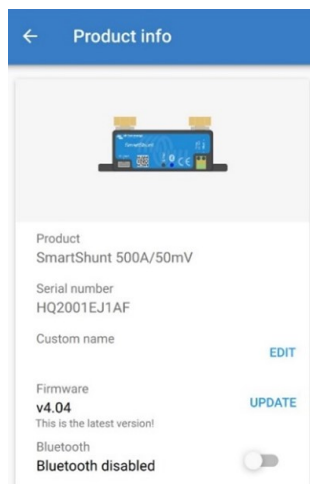 Product info
SmartShunt
Product
SmartShunt 500A/50mV
Serial number
HQ2001EJ1AF
Custom name
EDIT
Firmware
v4.04
UPDATE
This is the latest version!
Bluetooth
Bluetooth disabled